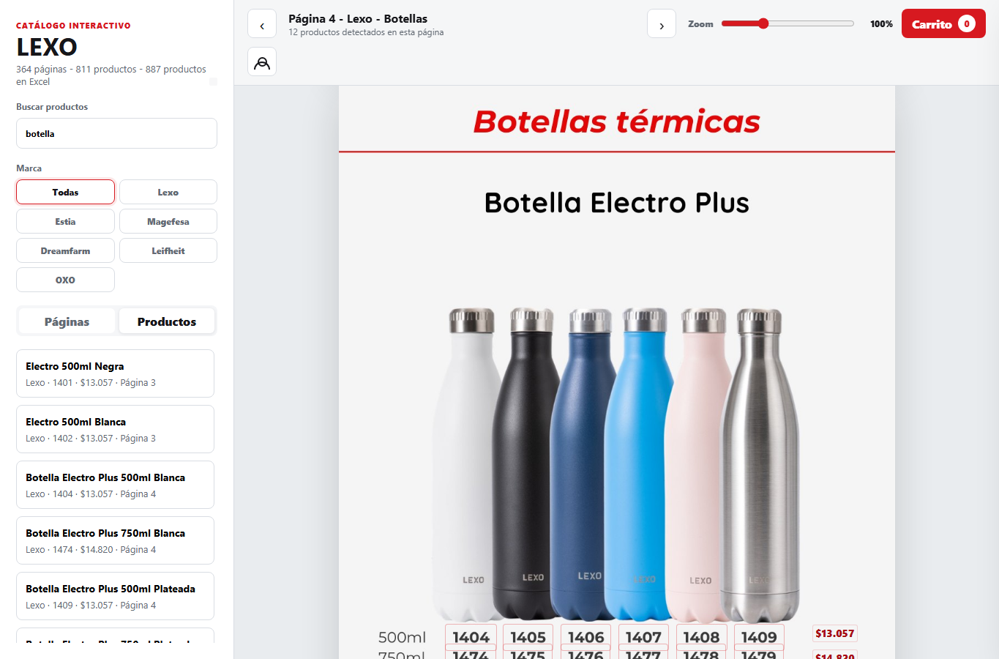 CATÁLOGO INTERACTIVO
LEXO
364 páginas - 811 productos - 887 productos
en Excel
Buscar productos
botella
Marca
Todas
Lexo
Estia
Magefesa
Dreamfarm
Leifheit
OXO
Páginas
Productos
Electro 500ml Negra
Lexo · 1401 · $13.057 · Página 3
Electro 500ml Blanca
Lexo · 1402 · $13.057 · Página 3
Botella Electro Plus 500ml Blanca
Lexo · 1404 · $13.057 · Página 4
Botella Electro Plus 750ml Blanca
Lexo · 1474 · $14.820 · Página 4
Botella Electro Plus 500ml Plateada
Lexo · 1409 · $13.057 · Página 4
Botella Electro Plus 750ml Plateada
‹
Página 4 - Lexo - Botellas
12 productos detectados en esta página
›
Zoom
100%
Carrito 0
Botellas térmicas
Botella Electro Plus
LEXO LEXO LEXO LEXO LEXO LEXO
500ml 1404 1405 1406 1407 1408 1409 $13.057
750ml 1474 1475 1476 1477 1478 1479 $14.820